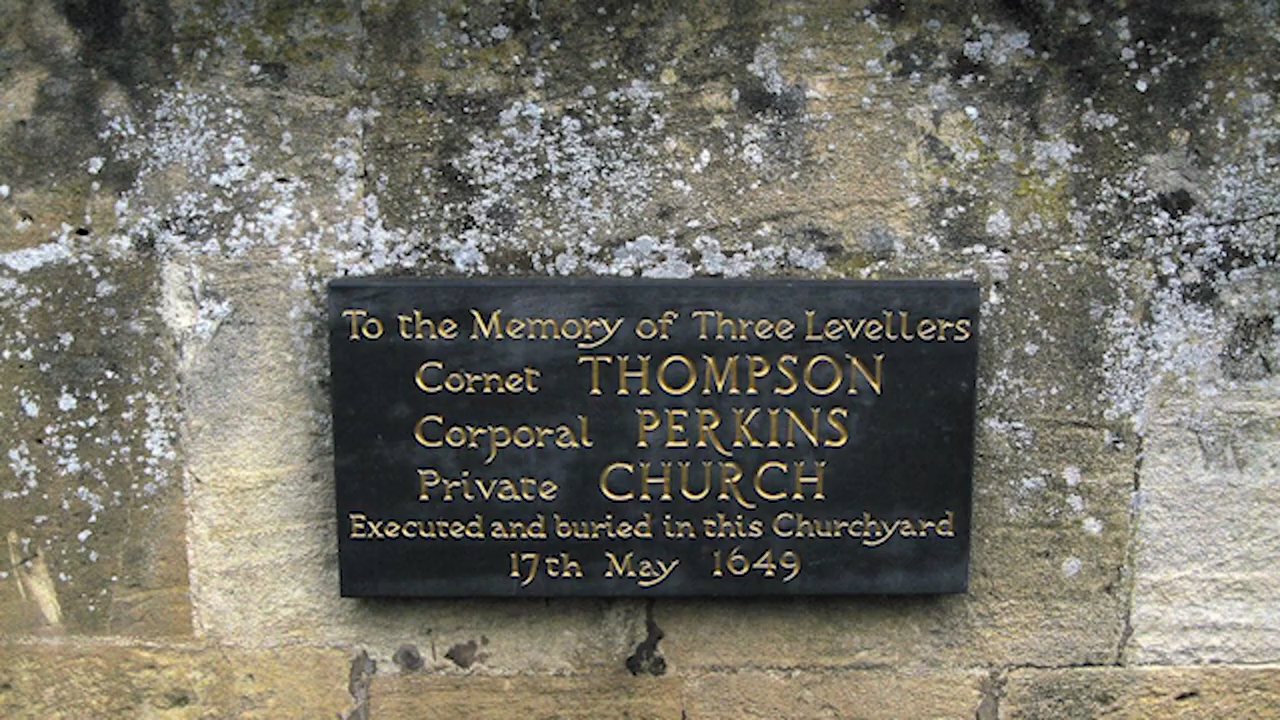 To the Memory of Three Levellers
Cornet THOMPSON
Corporal PERKINS
Private CHURCH
Executed and buried in this Churchyard
17th May 1649